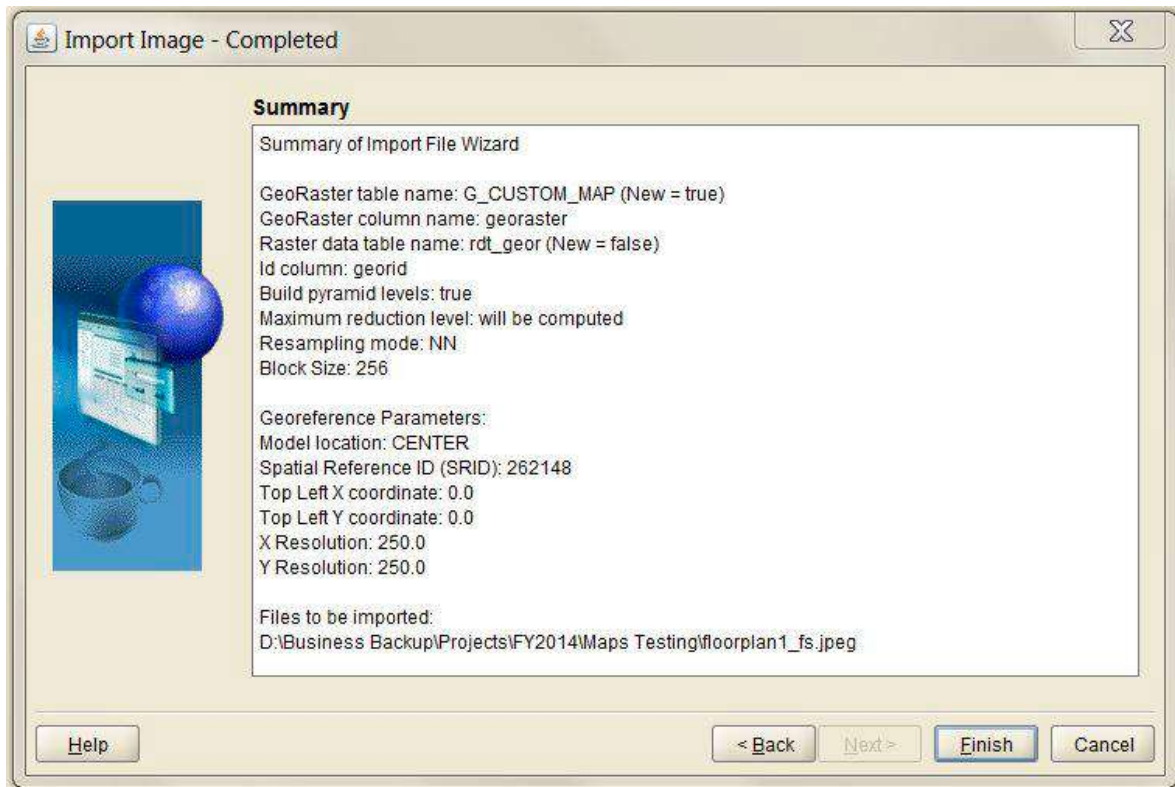 Import Image - Completed
Summary
Summary of Import File Wizard
GeoRaster table name: G_CUSTOM_MAP (New = true)
GeoRaster column name: georaster
Raster data table name: rdt_geor (New = false)
Id column: georid
Build pyramid levels: true
Maximum reduction level: will be computed
Resampling mode: NN
Block Size: 256
Georeference Parameters:
Model location: CENTER
Spatial Reference ID (SRID): 262148
Top Left X coordinate: 0.0
Top Left Y coordinate: 0.0
X Resolution: 250.0
Y Resolution: 250.0
Files to be imported:
D:\Business Backup\Projects\FY2014\Maps Testing\floorplan1_fs.jpeg
Help
< Back
Next >
Finish
Cancel